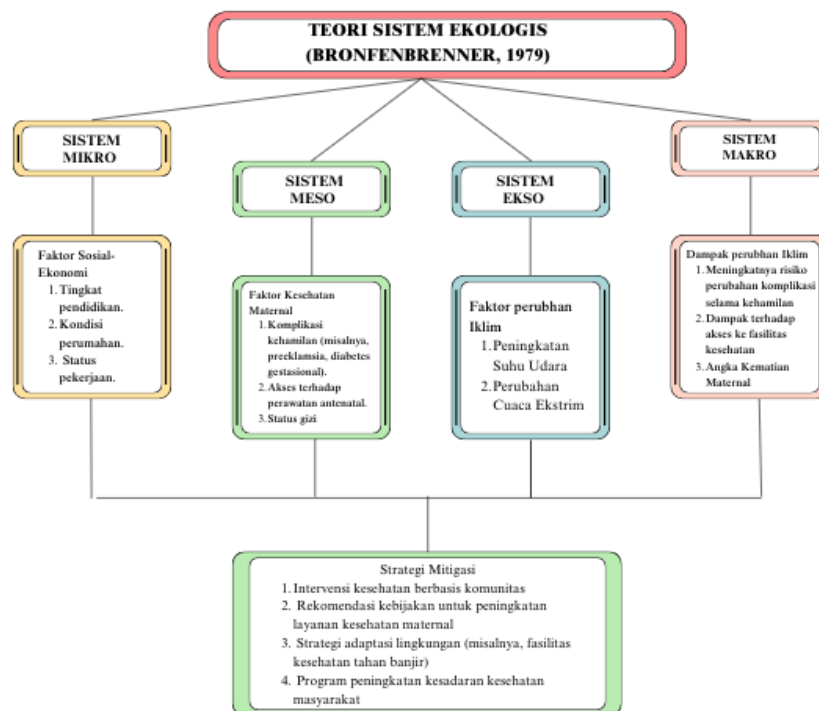 TEORI SISTEM EKOLOGIS
(BRONFENBRENNER, 1979)
SISTEM
MIKRO
SISTEM
MESO
SISTEM
EKSO
SISTEM
MAKRO
Faktor Sosial-
Ekonomi
1. Tingkat
pendidikan.
2. Kondisi
perumahan.
3. Status
pekerjaan.
Faktor Kesehatan
Maternal
1. Komplikasi
kehamilan (misalnya,
preeklamsia, diabetes
gestasional).
2. Akses terhadap
perawatan antenatal.
3. Status gizi
Faktor perubhan
Iklim
1. Peningkatan
Suhu Udara
2. Perubahan
Cuaca Ekstrim
Dampak perubhan Iklim
1. Meningkatnya risiko
perubahan komplikasi
selama kehamilan
2. Dampak terhadap
akses ke fasilitas
kesehatan
3. Angka Kematian
Maternal
Strategi Mitigasi
1. Intervensi kesehatan berbasis komunitas
2. Rekomendasi kebijakan untuk peningkatan
layanan kesehatan maternal
3. Strategi adaptasi lingkungan (misalnya, fasilitas
kesehatan tahan banjir)
4. Program peningkatan kesadaran kesehatan
masyarakat